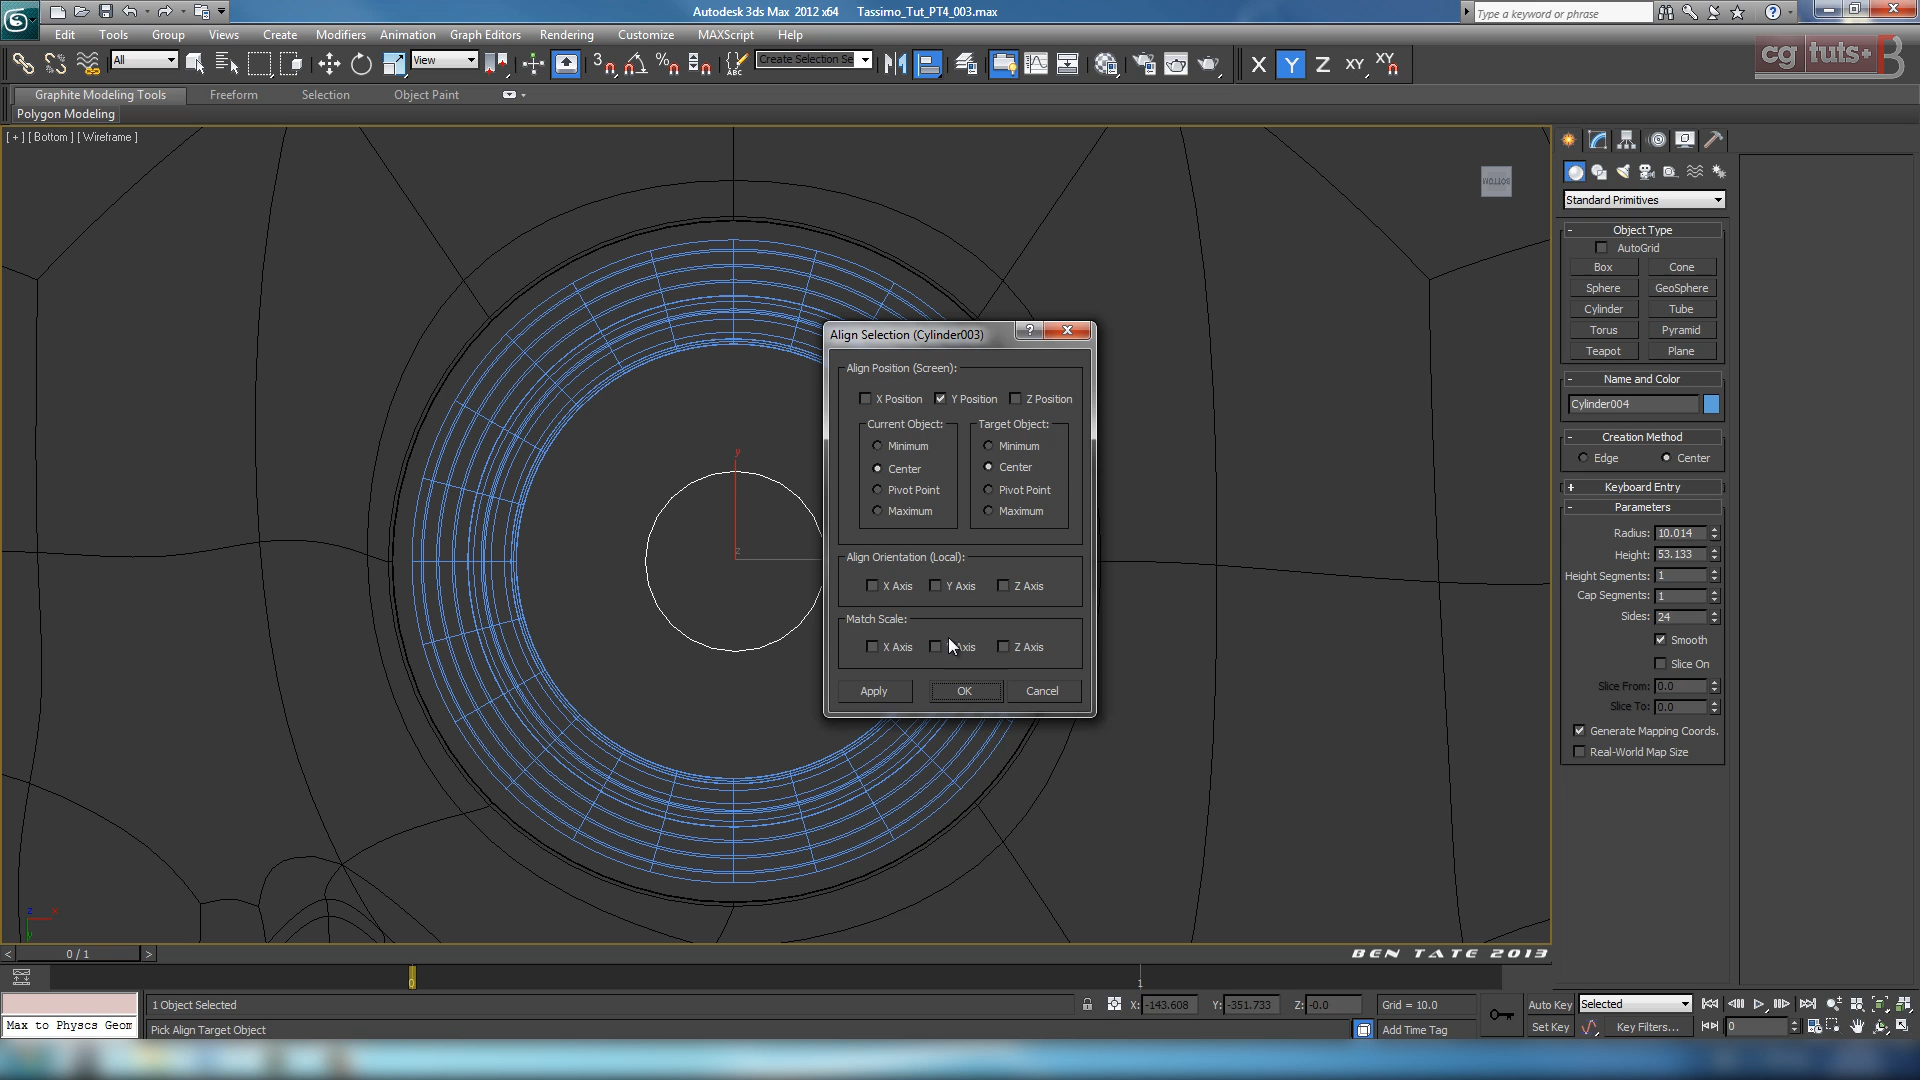 Autodesk 3ds Max 2012 x64 Tassimo_Tut_PT4_003.max
Type a keyword or phrase
Edit Tools Group Views Create Modifiers Animation Graph Editors Rendering Customize MAXScript Help
All View Create Selection Se X Y Z XY XY
cg tuts+
Graphite Modeling Tools Freeform Selection Object Paint
Polygon Modeling
[ + ] [ Bottom ] [ Wireframe ]
BOTTOM
Standard Primitives
- Object Type
AutoGrid
Box Cone
Sphere GeoSphere
Cylinder Tube
Torus Pyramid
Teapot Plane
- Name and Color
Cylinder004
- Creation Method
Edge Center
+ Keyboard Entry
- Parameters
Radius: 10.014
Height: 53.133
Height Segments: 1
Cap Segments: 1
Sides: 24
Smooth
Slice On
Slice From: 0.0
Slice To: 0.0
Generate Mapping Coords.
Real-World Map Size
Align Selection (Cylinder003)
Align Position (Screen):
X Position Y Position Z Position
Current Object: Target Object:
Minimum Minimum
Center Center
Pivot Point Pivot Point
Maximum Maximum
Align Orientation (Local):
X Axis Y Axis Z Axis
Match Scale:
X Axis Axis Z Axis
Apply OK Cancel
y
z
z x
y
< 0 / 1 >
BEN TATE 2013
0 1
1 Object Selected X: -143.608 Y: -351.733 Z: -0.0 Grid = 10.0 Auto Key Selected
Max to Physcs Geom Pick Align Target Object Add Time Tag Set Key Key Filters... 0